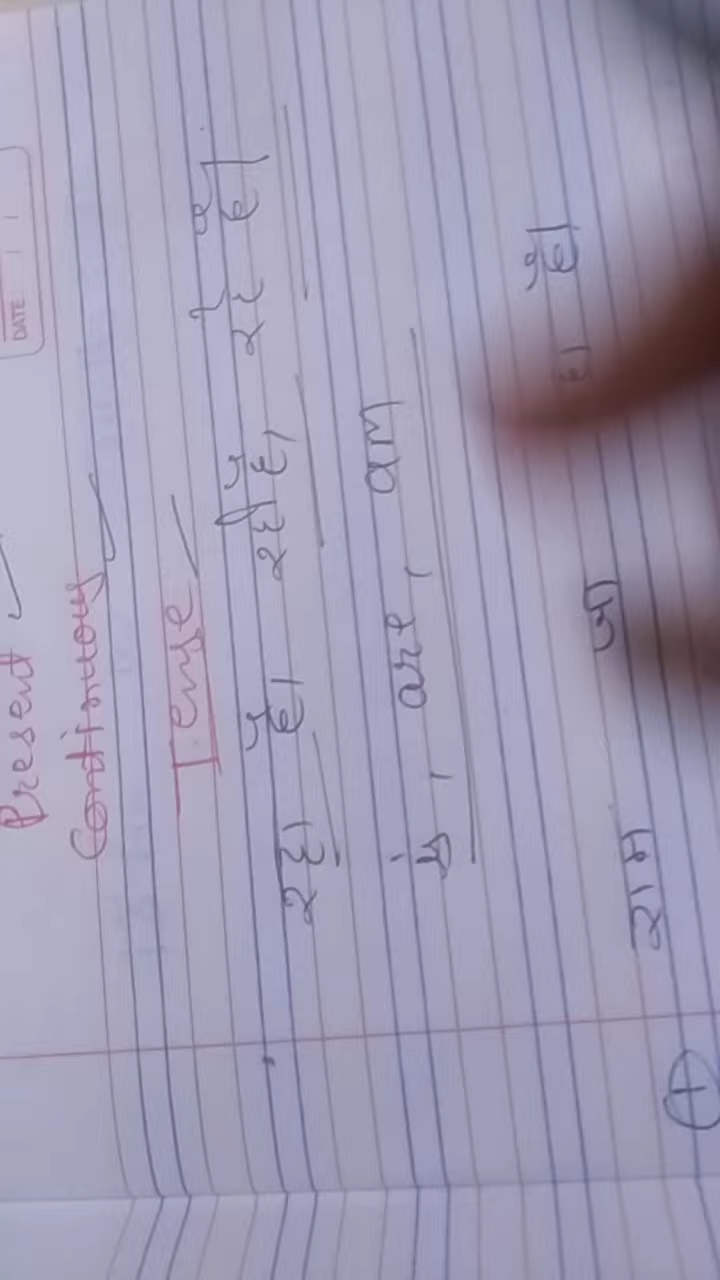 DATE
Present
Continuous
Tense
रहा है रही है, रहे हैं
is, are, am
+ राम जा है